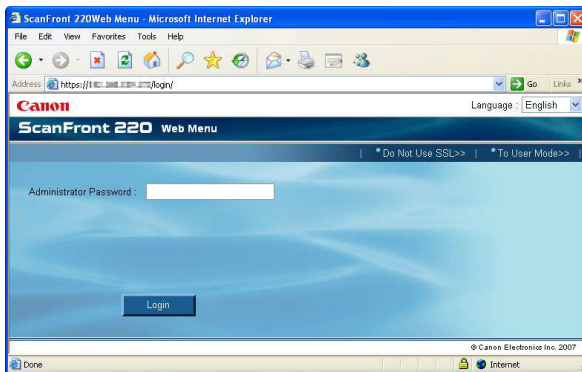 ScanFront 220Web Menu - Microsoft Internet Explorer
File Edit View Favorites Tools Help
Address https://1 /login/ Go Links »
Canon Language : English
ScanFront 220 Web Menu
| Do Not Use SSL>> | To User Mode>> |
Administrator Password :
Login
© Canon Electronics Inc. 2007
Done Internet